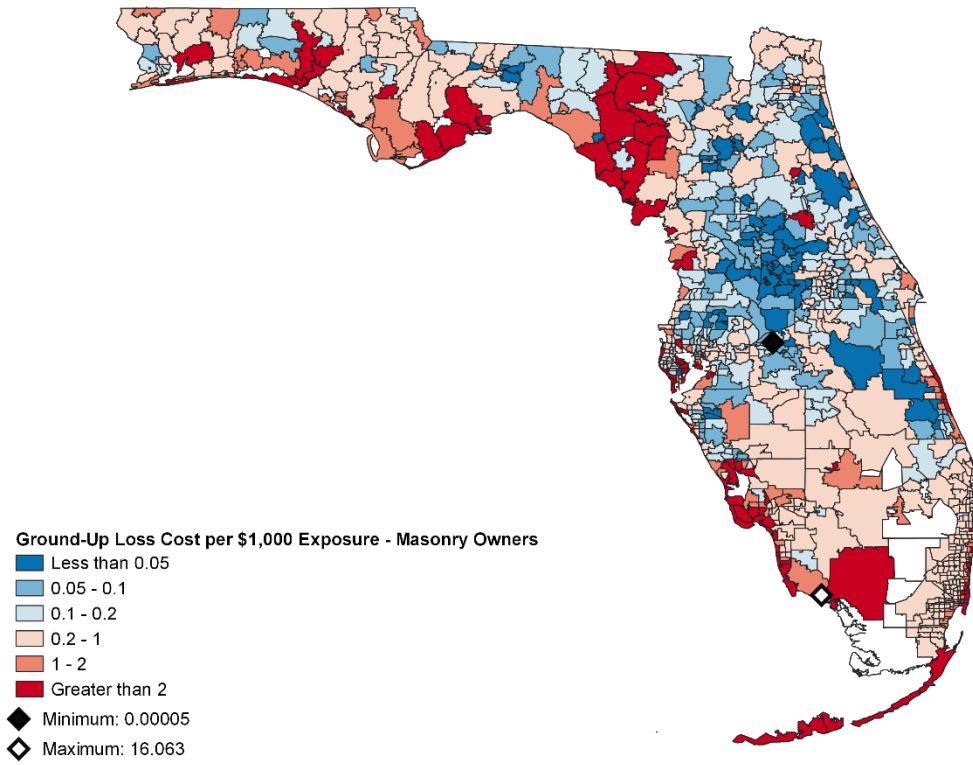 Ground-Up Loss Cost per $1,000 Exposure - Masonry Owners
Less than 0.05
0.05 - 0.1
0.1 - 0.2
0.2 - 1
1 - 2
Greater than 2
Minimum: 0.00005
Maximum: 16.063